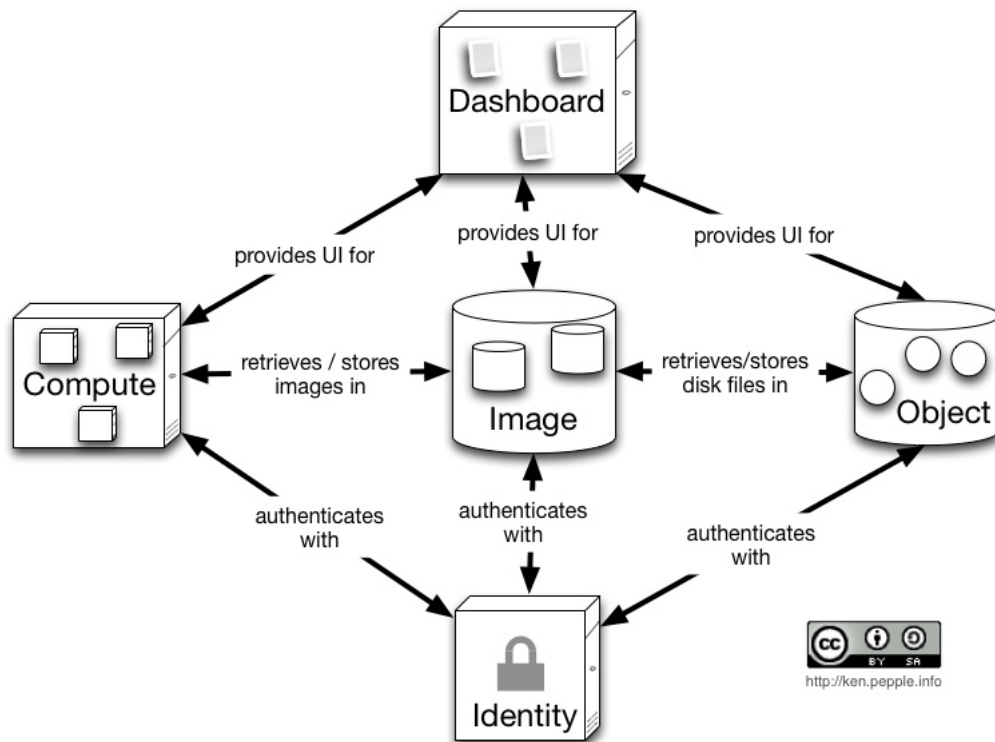 Dashboard
provides UI for
provides UI for
provides UI for
Compute
retrieves / stores
images in
Image
retrieves/stores
disk files in
Object
authenticates
with
authenticates
with
authenticates
with
Identity
cc
BY SA
http://ken.pepple.info